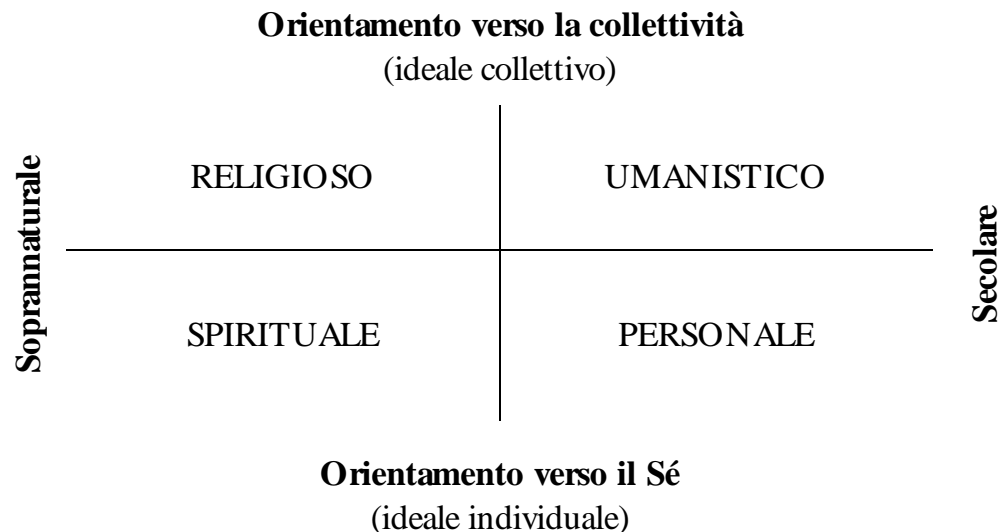 Orientamento verso la collettività
(ideale collettivo)
Soprannaturale
RELIGIOSO
UMANISTICO
Secolare
SPIRITUALE
PERSONALE
Orientamento verso il Sé
(ideale individuale)